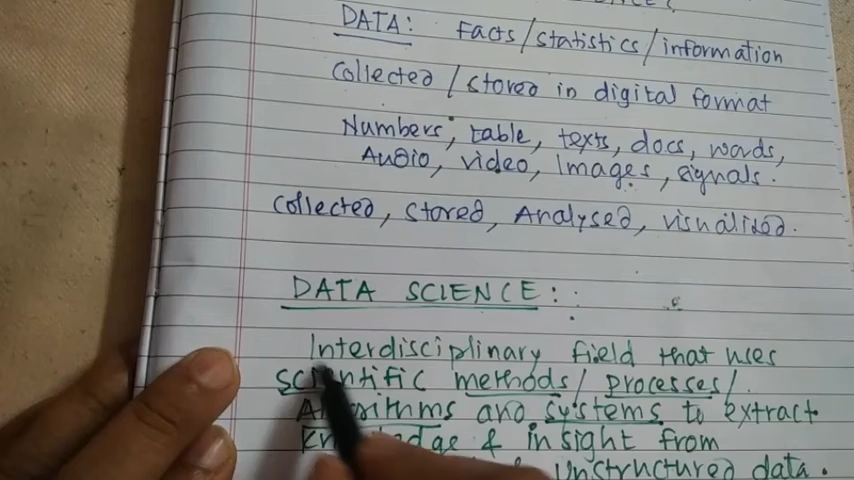 DATA: Facts/statistics/information
Collected/stored in digital format
Numbers, table, texts, docs, words,
Audio, video, Images, signals.
Collected, stored, Analysed, visualized.
DATA SCIENCE:
Interdisciplinary field that uses
Scientific methods/ processes/
Algorithms and systems to extract
Knowledge & insight from
Unstructured data.